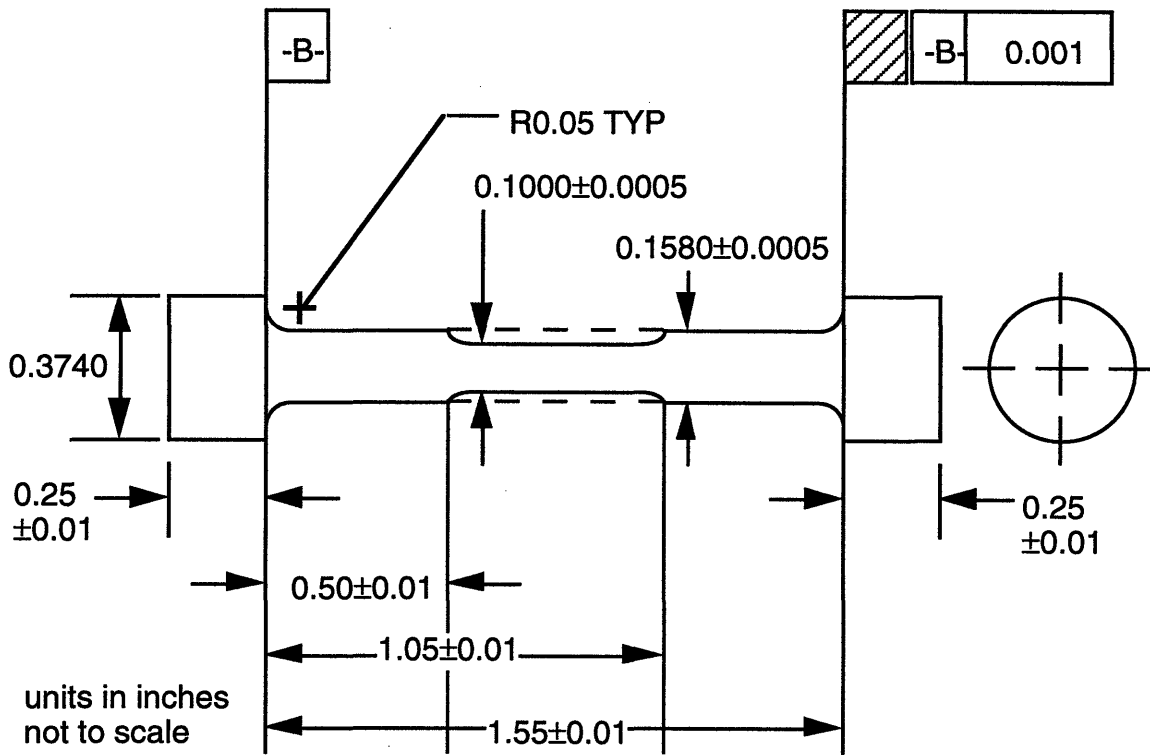 -B-
-B-
0.001
R0.05 TYP
0.1000±0.0005
0.1580±0.0005
0.3740
0.25
±0.01
0.25
±0.01
0.50±0.01
1.05±0.01
units in inches
not to scale
1.55±0.01